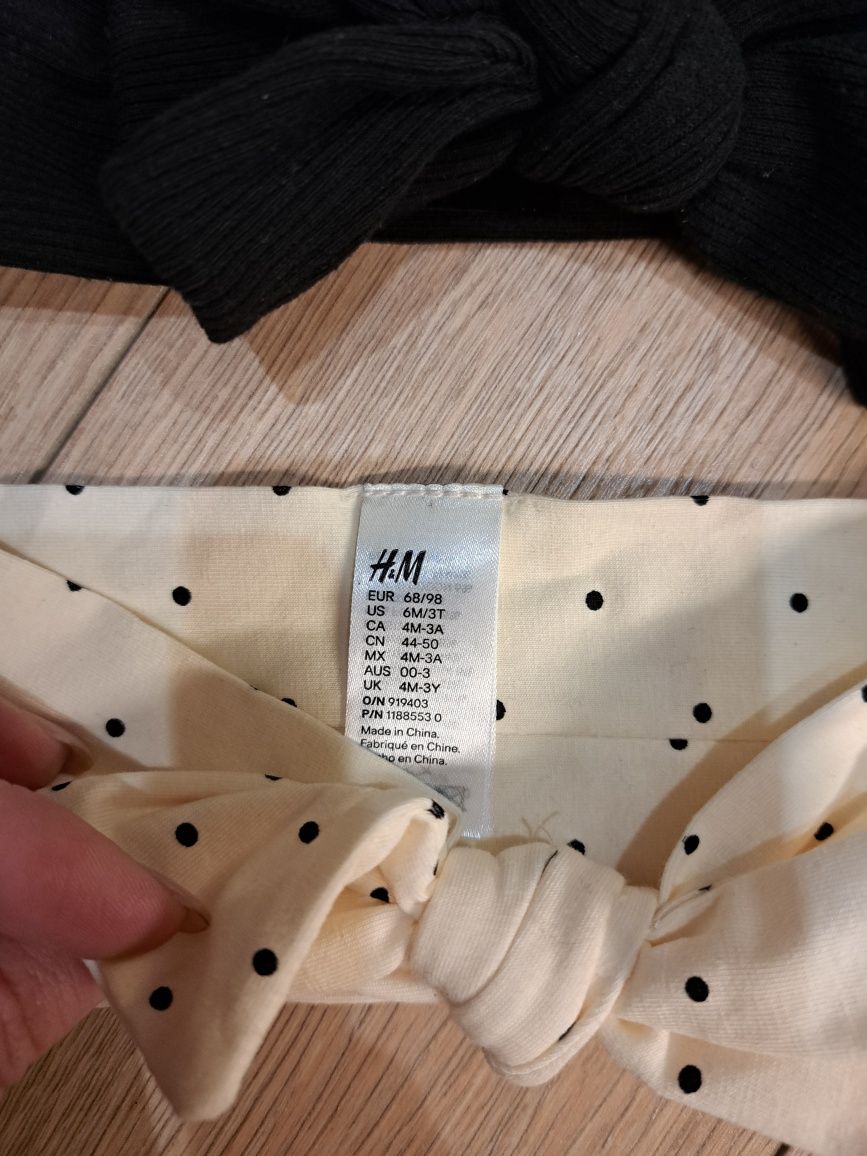 H&M
EUR 68/98
US 6M/3T
CA 4M-3A
CN 44-50
MX 4M-3A
AUS 00-3
UK 4M-3Y
O/N 919403
P/N 1188553 0
Made in China.
Fabriqué en Chine.
en China.